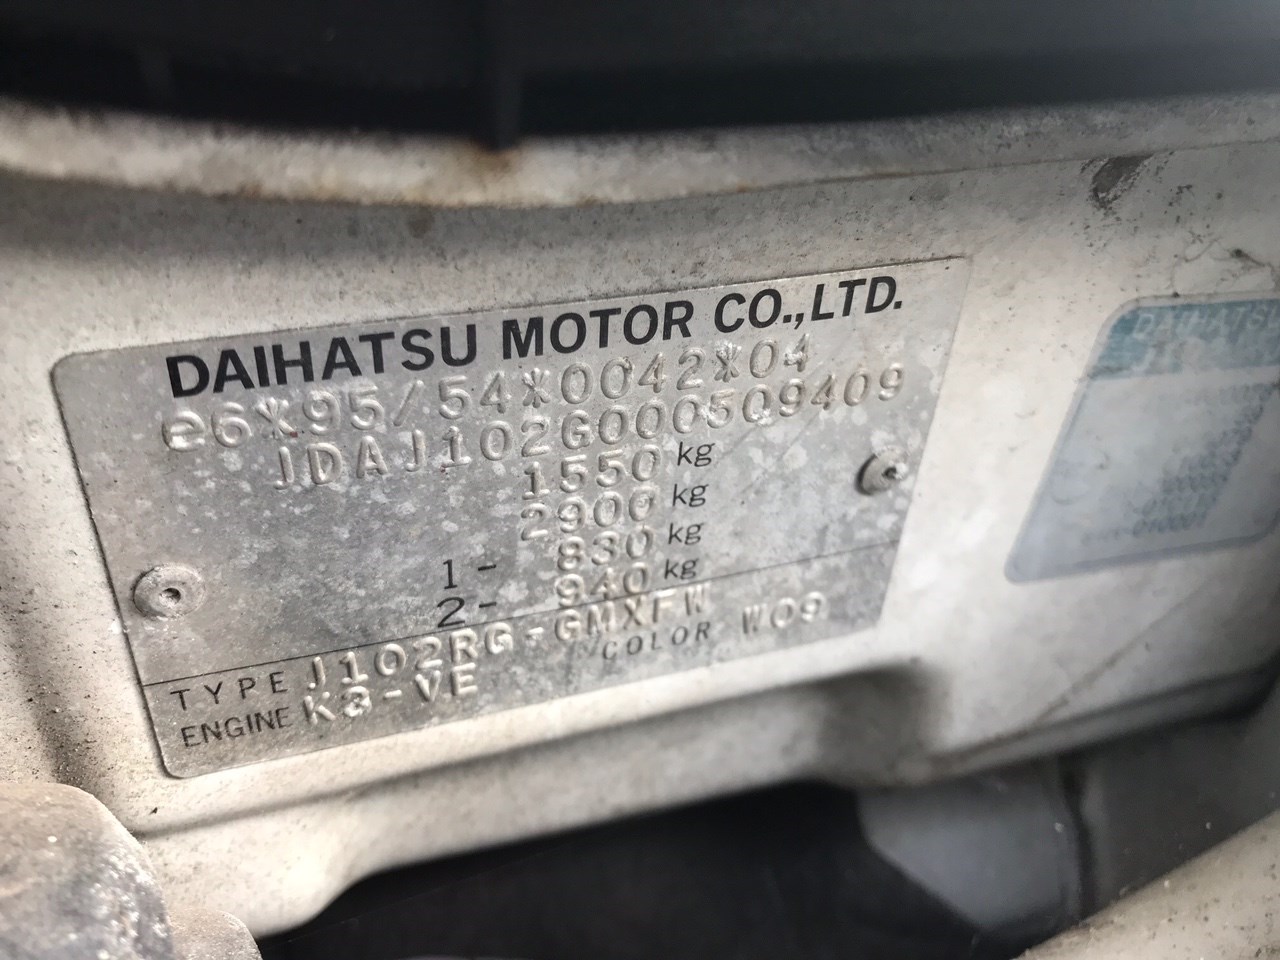 DAIHATSU MOTOR CO.,LTD.
e6*95/54*0042*04
JDAJ102G000509409
1550 kg
2900 kg
1- 830 kg
2- 940 kg
TYPE J102RG-GMXFW
ENGINE K3-VE COLOR W09
DAIHATSU